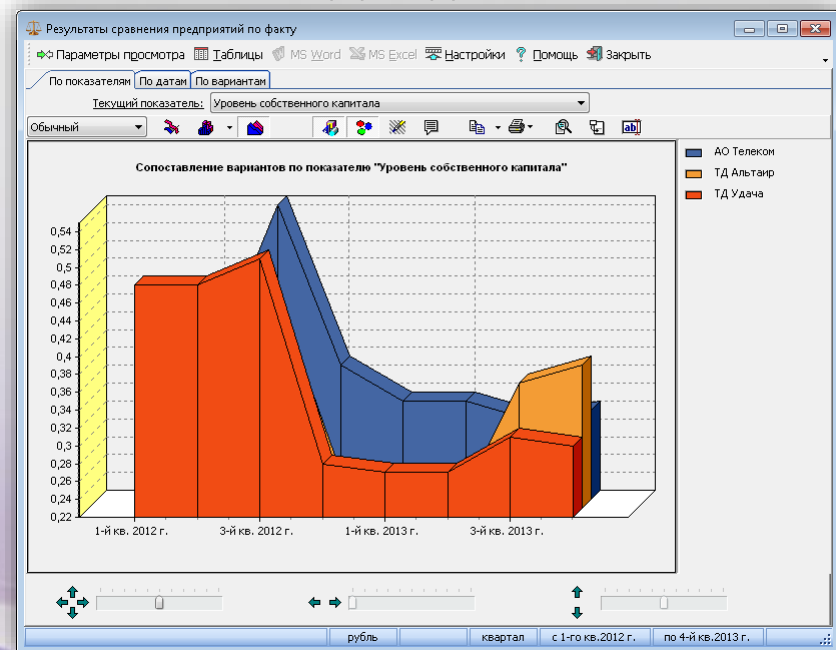 Результаты сравнения предприятий по факту
Параметры просмотра Таблицы MS Word MS Excel Настройки Помощь Закрыть
По показателям По датам По вариантам
Текущий показатель: Уровень собственного капитала
Обычный ab
Сопоставление вариантов по показателю "Уровень собственного капитала"
АО Телеком
ТД Альтаир
ТД Удача
0,54
0,52
0,5
0,48
0,46
0,44
0,42
0,4
0,38
0,36
0,34
0,32
0,3
0,28
0,26
0,24
0,22
1-й кв. 2012 г. 3-й кв. 2012 г. 1-й кв. 2013 г. 3-й кв. 2013 г.
рубль квартал с 1-го кв.2012 г. по 4-й кв.2013 г.